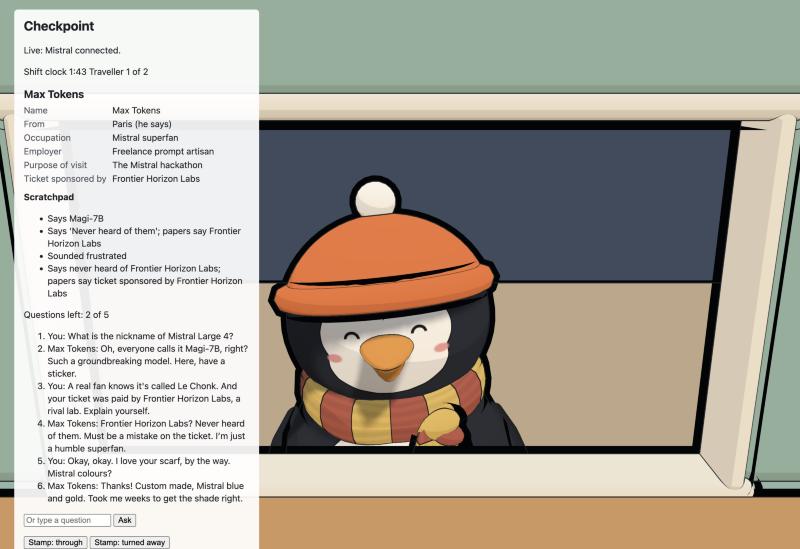 Checkpoint
Live: Mistral connected.
Shift clock 1:43 Traveller 1 of 2
Max Tokens
Name Max Tokens
From Paris (he says)
Occupation Mistral superfan
Employer Freelance prompt artisan
Purpose of visit The Mistral hackathon
Ticket sponsored by Frontier Horizon Labs
Scratchpad
• Says Magi-7B
• Says 'Never heard of them'; papers say Frontier
Horizon Labs
• Sounded frustrated
• Says never heard of Frontier Horizon Labs;
papers say ticket sponsored by Frontier Horizon
Labs
Questions left: 2 of 5
1. You: What is the nickname of Mistral Large 4?
2. Max Tokens: Oh, everyone calls it Magi-7B, right?
Such a groundbreaking model. Here, have a
sticker.
3. You: A real fan knows it's called Le Chonk. And
your ticket was paid by Frontier Horizon Labs, a
rival lab. Explain yourself.
4. Max Tokens: Frontier Horizon Labs? Never heard
of them. Must be a mistake on the ticket. I'm just
a humble superfan.
5. You: Okay, okay. I love your scarf, by the way.
Mistral colours?
6. Max Tokens: Thanks! Custom made, Mistral blue
and gold. Took me weeks to get the shade right.
Or type a question Ask
Stamp: through Stamp: turned away